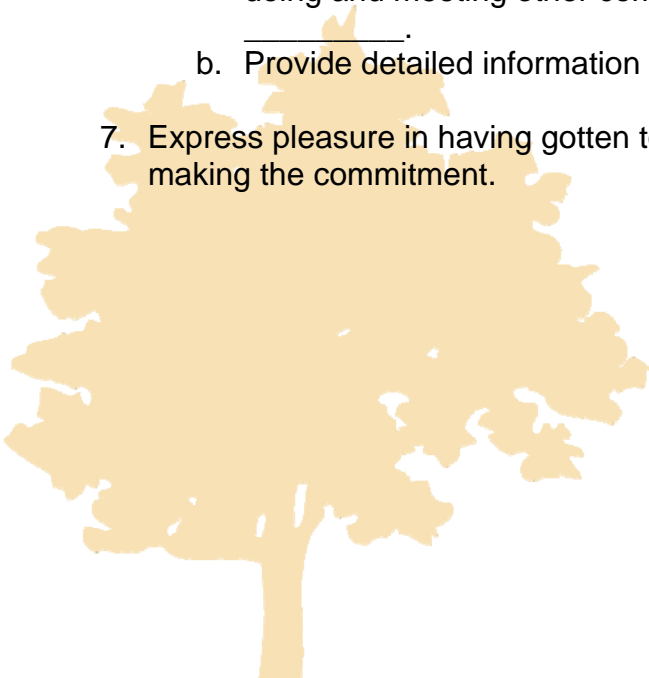 _________.
b. Provide detailed information
7. Express pleasure in having gotten
making the commitment.